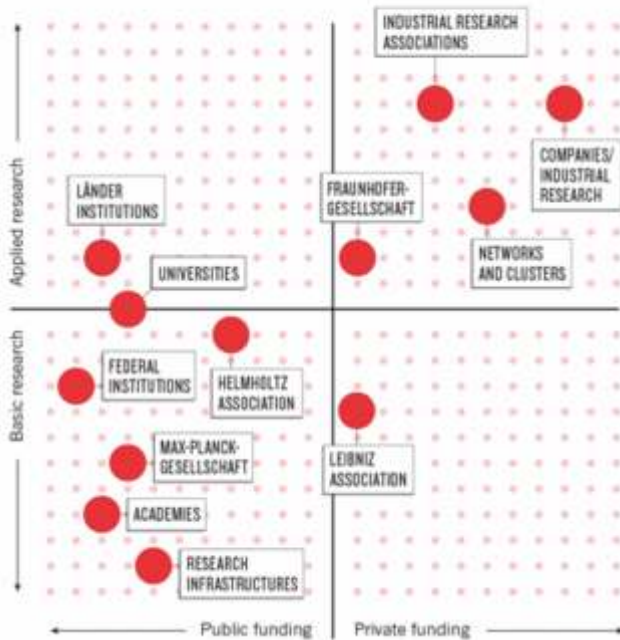 INDUSTRIAL RESEARCH
ASSOCIATIONS
COMPANIES/
INDUSTRIAL
RESEARCH
LÄNDER
INSTITUTIONS
FRAUNHOFER-
GESELLSCHAFT
NETWORKS
AND CLUSTERS
UNIVERSITIES
Applied research
FEDERAL
INSTITUTIONS
HELMHOLTZ
ASSOCIATION
MAX-PLANCK-
GESELLSCHAFT
LEIBNIZ
ASSOCIATION
ACADEMIES
RESEARCH
INFRASTRUCTURES
Basic research
Public funding
Private funding